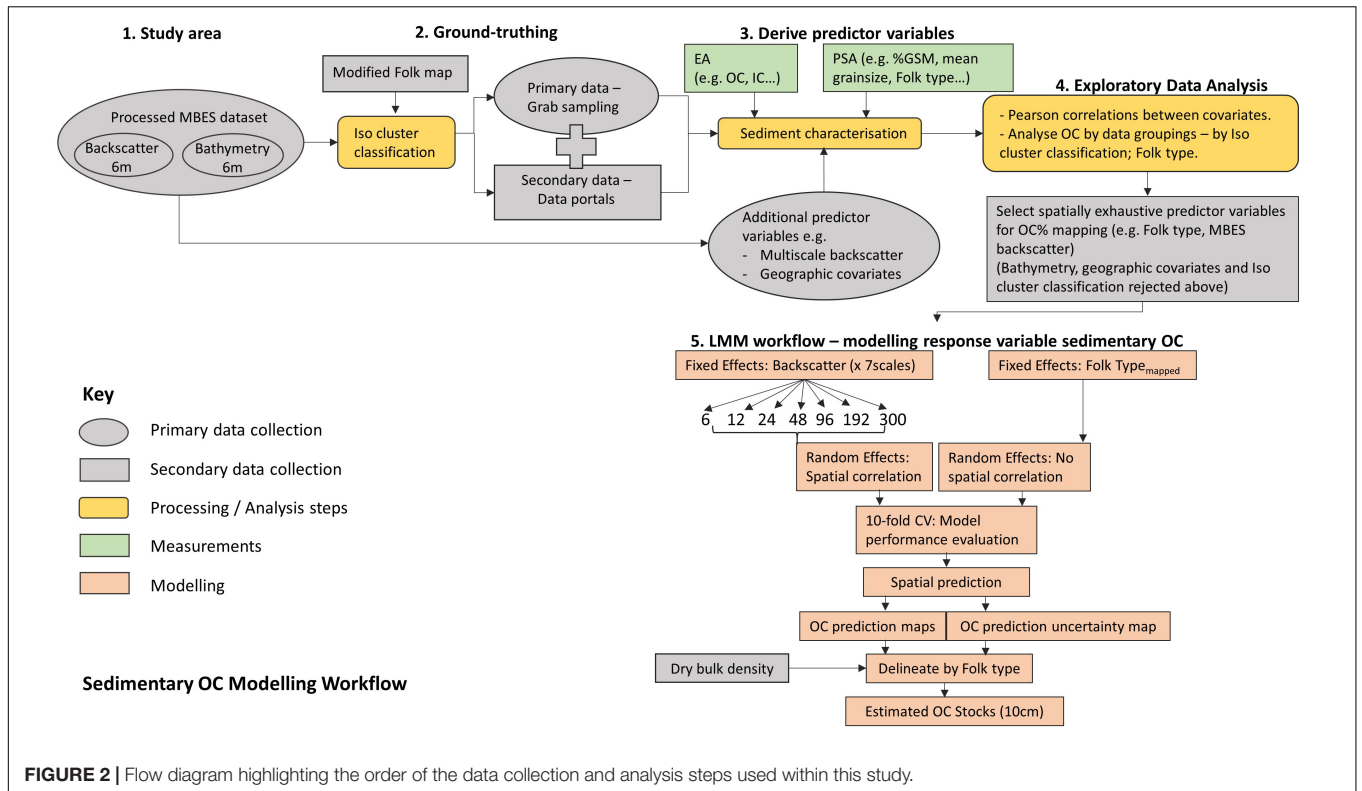 1. Study area
2. Ground-truthing
3. Derive predictor variables
4. Exploratory Data Analysis
Modified Folk map
Processed MBES dataset
Backscatter
6m
Bathymetry
6m
Iso cluster
classification
Primary data –
Grab sampling
Secondary data –
Data portals
EA
(e.g. OC, IC...)
PSA (e.g. %GSM, mean
grainsize, Folk type...)
Sediment characterisation
Additional predictor
variables e.g.
- Multiscale backscatter
- Geographic covariates
- Pearson correlations between covariates.
- Analyse OC by data groupings – by Iso
cluster classification; Folk type.
Select spatially exhaustive predictor variables
for OC% mapping (e.g. Folk type, MBES
backscatter)
(Bathymetry, geographic covariates and Iso
cluster classification rejected above)
5. LMM workflow – modelling response variable sedimentary OC
Fixed Effects: Backscatter (x 7scales)
Fixed Effects: Folk Typemapped
6 12 24 48 96 192 300
Random Effects:
Spatial correlation
Random Effects: No
spatial correlation
10-fold CV: Model
performance evaluation
Spatial prediction
OC prediction maps
OC prediction uncertainty map
Dry bulk density
Delineate by Folk type
Estimated OC Stocks (10cm)
Key
Primary data collection
Secondary data collection
Processing / Analysis steps
Measurements
Modelling
Sedimentary OC Modelling Workflow
FIGURE 2 | Flow diagram highlighting the order of the data collection and analysis steps used within this study.